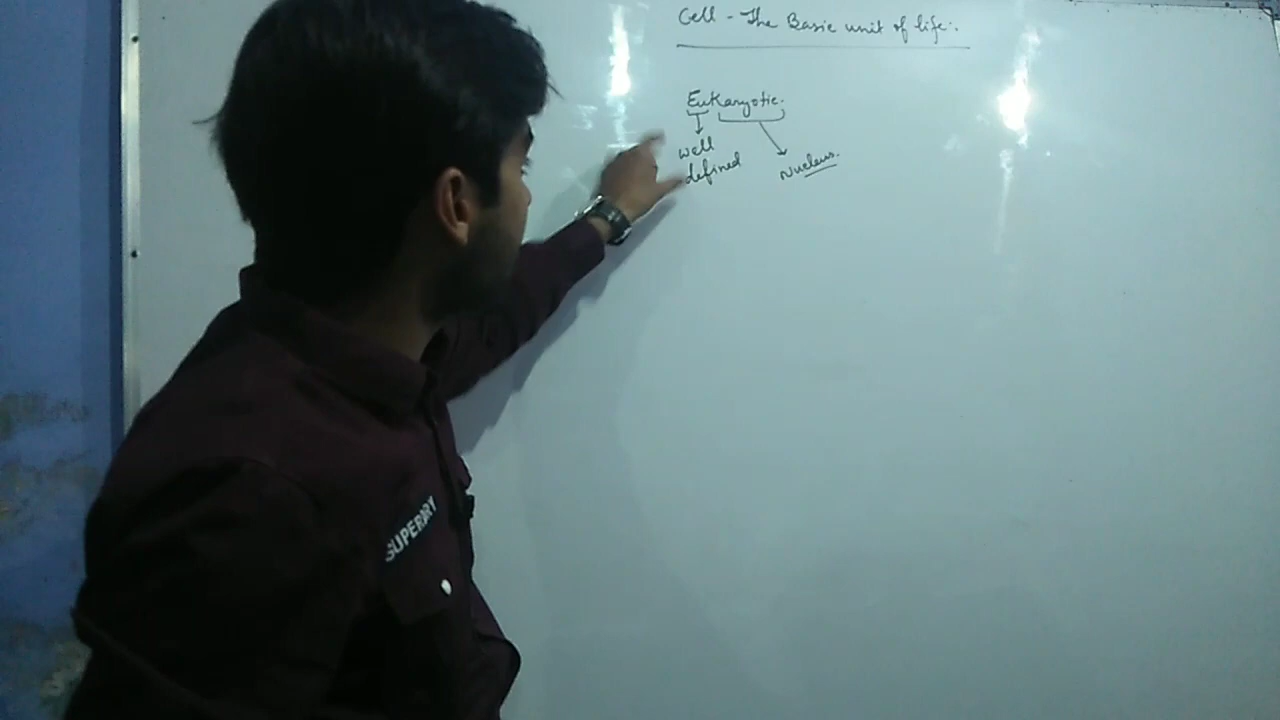 Cell - The Basic unit of life:
Eukaryotic.
well
defined
Nucleus.
SUPERDRY